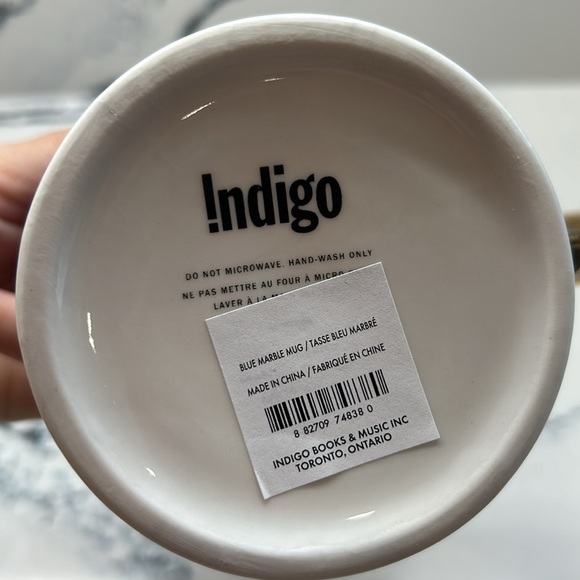 !ndigo
DO NOT MICROWAVE. HAND-WASH ONLY
NE PAS METTRE AU FOUR À MICRO
LAVER À LA
BLUE MARBLE MUG / TASSE BLEU MARBRÉ
MADE IN CHINA / FABRIQUÉ EN CHINE
8 82709 74838 0
INDIGO BOOKS & MUSIC INC
TORONTO, ONTARIO